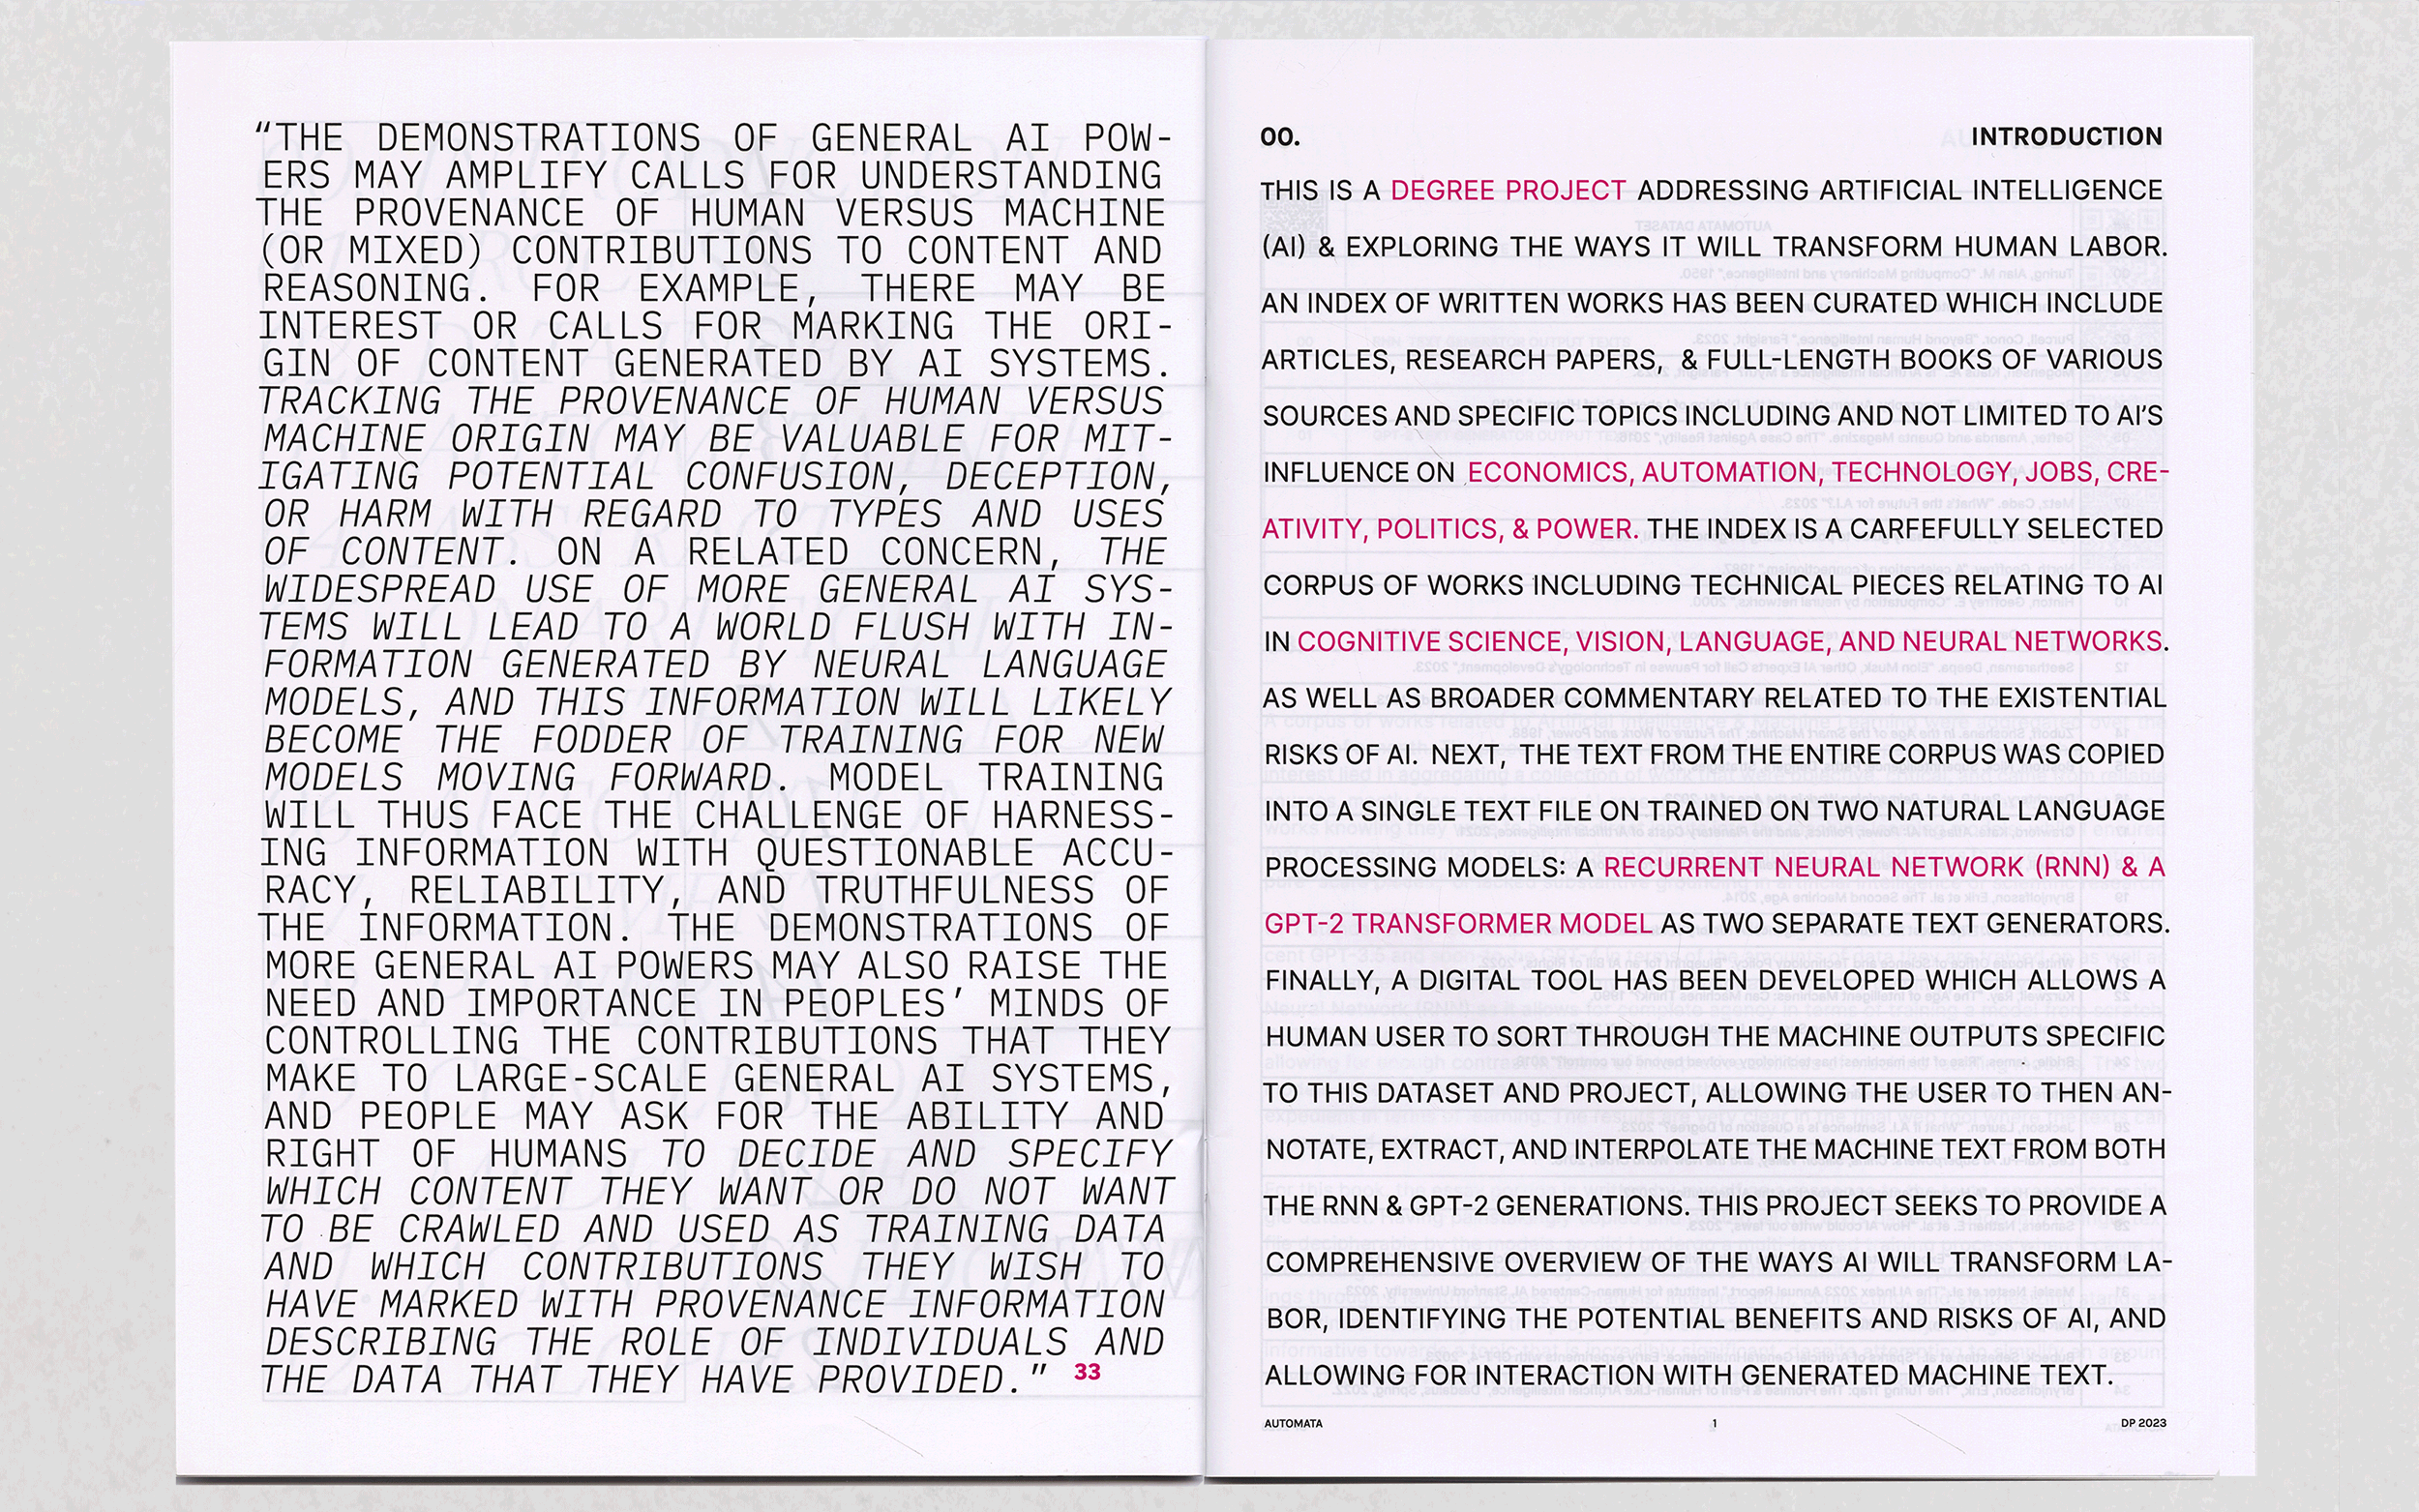 “THE DEMONSTRATIONS OF GENERAL AI POW-
ERS MAY AMPLIFY CALLS FOR UNDERSTANDING
THE PROVENANCE OF HUMAN VERSUS MACHINE
(OR MIXED) CONTRIBUTIONS TO CONTENT AND
REASONING. FOR EXAMPLE, THERE MAY BE
INTEREST OR CALLS FOR MARKING THE ORI-
GIN OF CONTENT GENERATED BY AI SYSTEMS.
TRACKING THE PROVENANCE OF HUMAN VERSUS
MACHINE ORIGIN MAY BE VALUABLE FOR MIT-
IGATING POTENTIAL CONFUSION, DECEPTION,
OR HARM WITH REGARD TO TYPES AND USES
OF CONTENT. ON A RELATED CONCERN, THE
WIDESPREAD USE OF MORE GENERAL AI SYS-
TEMS WILL LEAD TO A WORLD FLUSH WITH IN-
FORMATION GENERATED BY NEURAL LANGUAGE
MODELS, AND THIS INFORMATION WILL LIKELY
BECOME THE FODDER OF TRAINING FOR NEW
MODELS MOVING FORWARD. MODEL TRAINING
WILL THUS FACE THE CHALLENGE OF HARNESS-
ING INFORMATION WITH QUESTIONABLE ACCU-
RACY, RELIABILITY, AND TRUTHFULNESS OF
THE INFORMATION. THE DEMONSTRATIONS OF
MORE GENERAL AI POWERS MAY ALSO RAISE THE
NEED AND IMPORTANCE IN PEOPLES’ MINDS OF
CONTROLLING THE CONTRIBUTIONS THAT THEY
MAKE TO LARGE-SCALE GENERAL AI SYSTEMS,
AND PEOPLE MAY ASK FOR THE ABILITY AND
RIGHT OF HUMANS TO DECIDE AND SPECIFY
WHICH CONTENT THEY WANT OR DO NOT WANT
TO BE CRAWLED AND USED AS TRAINING DATA
AND WHICH CONTRIBUTIONS THEY WISH TO
HAVE MARKED WITH PROVENANCE INFORMATION
DESCRIBING THE ROLE OF INDIVIDUALS AND
THE DATA THAT THEY HAVE PROVIDED.” 33
00. INTRODUCTION
THIS IS A DEGREE PROJECT ADDRESSING ARTIFICIAL INTELLIGENCE
(AI) & EXPLORING THE WAYS IT WILL TRANSFORM HUMAN LABOR.
AN INDEX OF WRITTEN WORKS HAS BEEN CURATED WHICH INCLUDE
ARTICLES, RESEARCH PAPERS, & FULL-LENGTH BOOKS OF VARIOUS
SOURCES AND SPECIFIC TOPICS INCLUDING AND NOT LIMITED TO AI’S
INFLUENCE ON ECONOMICS, AUTOMATION, TECHNOLOGY, JOBS, CRE-
ATIVITY, POLITICS, & POWER. THE INDEX IS A CARFEFULLY SELECTED
CORPUS OF WORKS INCLUDING TECHNICAL PIECES RELATING TO AI
IN COGNITIVE SCIENCE, VISION, LANGUAGE, AND NEURAL NETWORKS.
AS WELL AS BROADER COMMENTARY RELATED TO THE EXISTENTIAL
RISKS OF AI. NEXT, THE TEXT FROM THE ENTIRE CORPUS WAS COPIED
INTO A SINGLE TEXT FILE ON TRAINED ON TWO NATURAL LANGUAGE
PROCESSING MODELS: A RECURRENT NEURAL NETWORK (RNN) & A
GPT-2 TRANSFORMER MODEL AS TWO SEPARATE TEXT GENERATORS.
FINALLY, A DIGITAL TOOL HAS BEEN DEVELOPED WHICH ALLOWS A
HUMAN USER TO SORT THROUGH THE MACHINE OUTPUTS SPECIFIC
TO THIS DATASET AND PROJECT, ALLOWING THE USER TO THEN AN-
NOTATE, EXTRACT, AND INTERPOLATE THE MACHINE TEXT FROM BOTH
THE RNN & GPT-2 GENERATIONS. THIS PROJECT SEEKS TO PROVIDE A
COMPREHENSIVE OVERVIEW OF THE WAYS AI WILL TRANSFORM LA-
BOR, IDENTIFYING THE POTENTIAL BENEFITS AND RISKS OF AI, AND
ALLOWING FOR INTERACTION WITH GENERATED MACHINE TEXT.
AUTOMATA 1 DP 2023